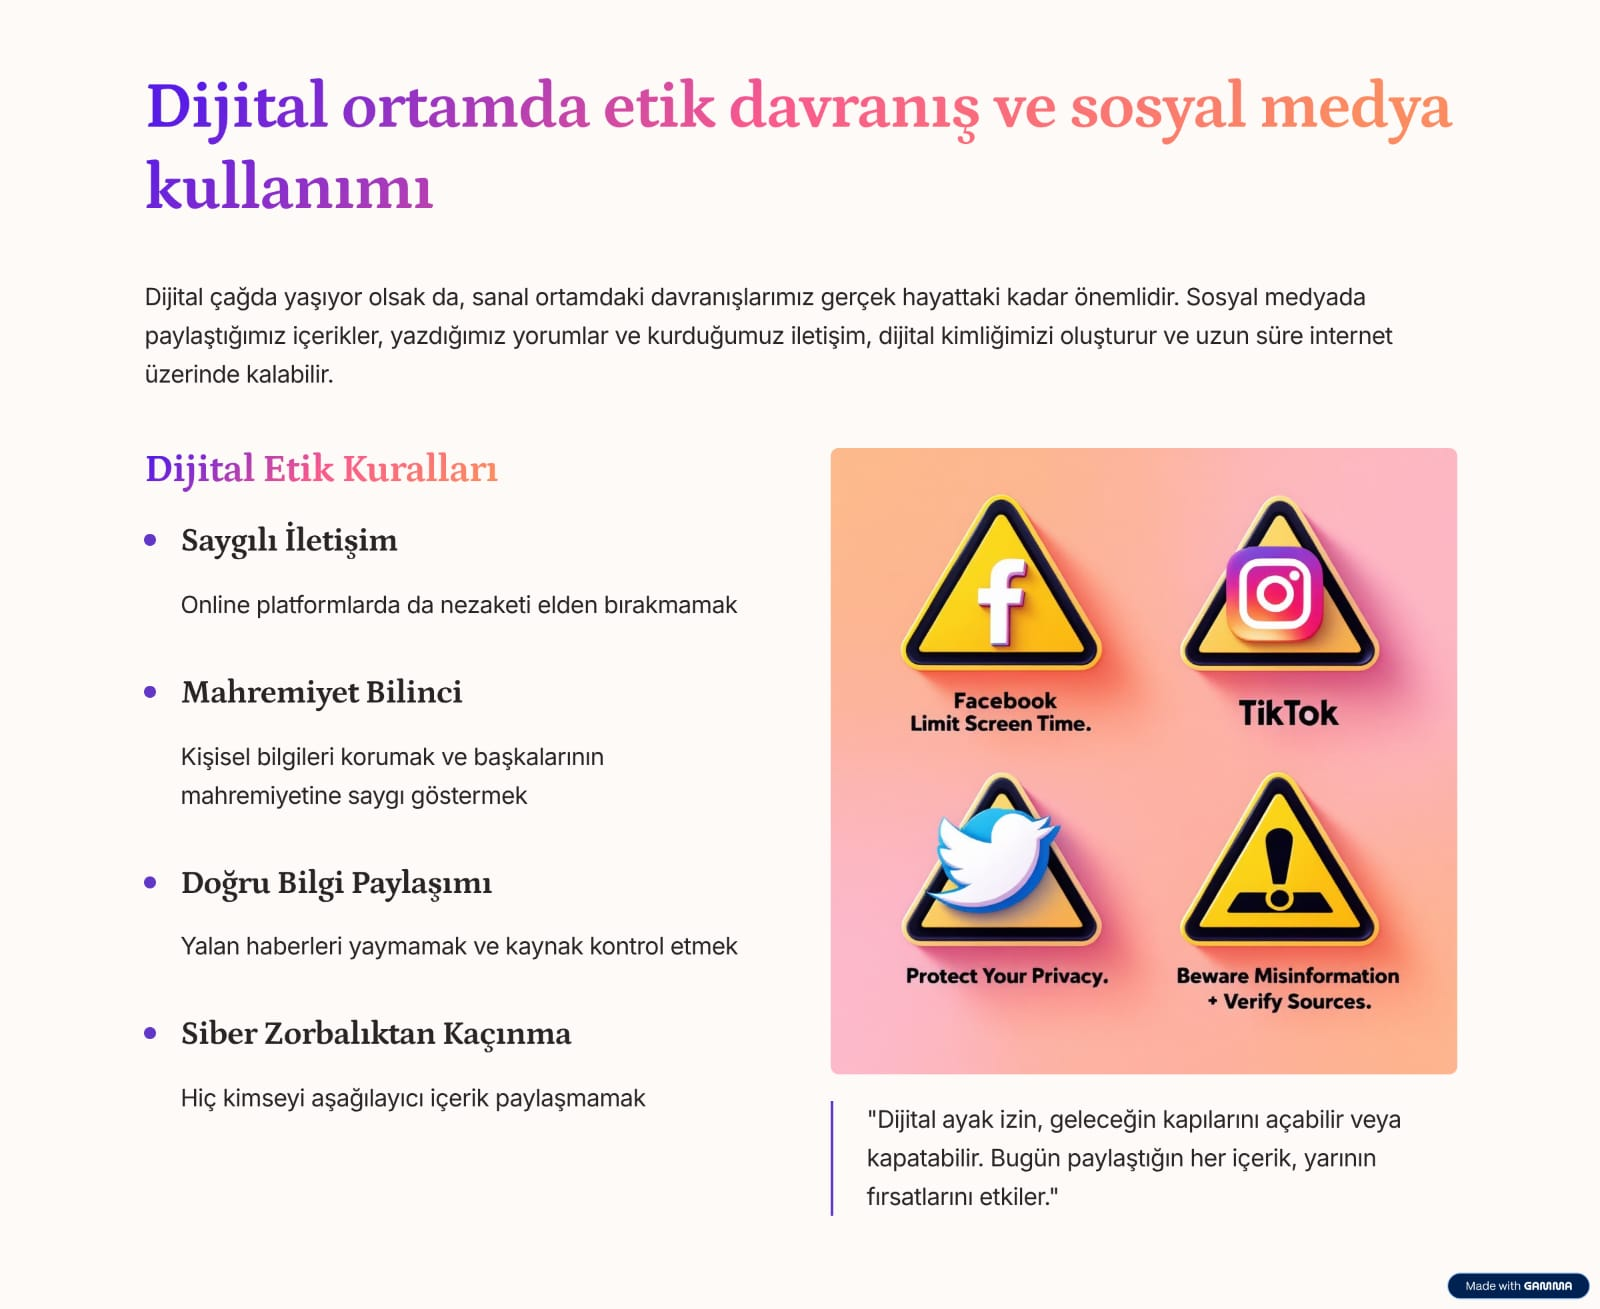 Dijital ortamda etik davranış ve sosyal medya
kullanımı
Dijital çağda yaşıyor olsak da, sanal ortamdaki davranışlarımız gerçek hayattaki kadar önemlidir. Sosyal medyada
paylaştığımız içerikler, yazdığımız yorumlar ve kurduğumuz iletişim, dijital kimliğimizi oluşturur ve uzun süre internet
üzerinde kalabilir.
Dijital Etik Kuralları
Saygılı İletişim
Online platformlarda da nezaketi elden bırakmamak
Mahremiyet Bilinci
Kişisel bilgileri korumak ve başkalarının
mahremiyetine saygı göstermek
Doğru Bilgi Paylaşımı
Yalan haberleri yaymamak ve kaynak kontrol etmek
Siber Zorbalıktan Kaçınma
Hiç kimseyi aşağılayıcı içerik paylaşmamak
Facebook
Limit Screen Time.
TikTok
Protect Your Privacy.
Beware Misinformation
+ Verify Sources.
"Dijital ayak izin, geleceğin kapılarını açabilir veya
kapatabilir. Bugün paylaştığın her içerik, yarının
fırsatlarını etkiler."
Made with GAMMA